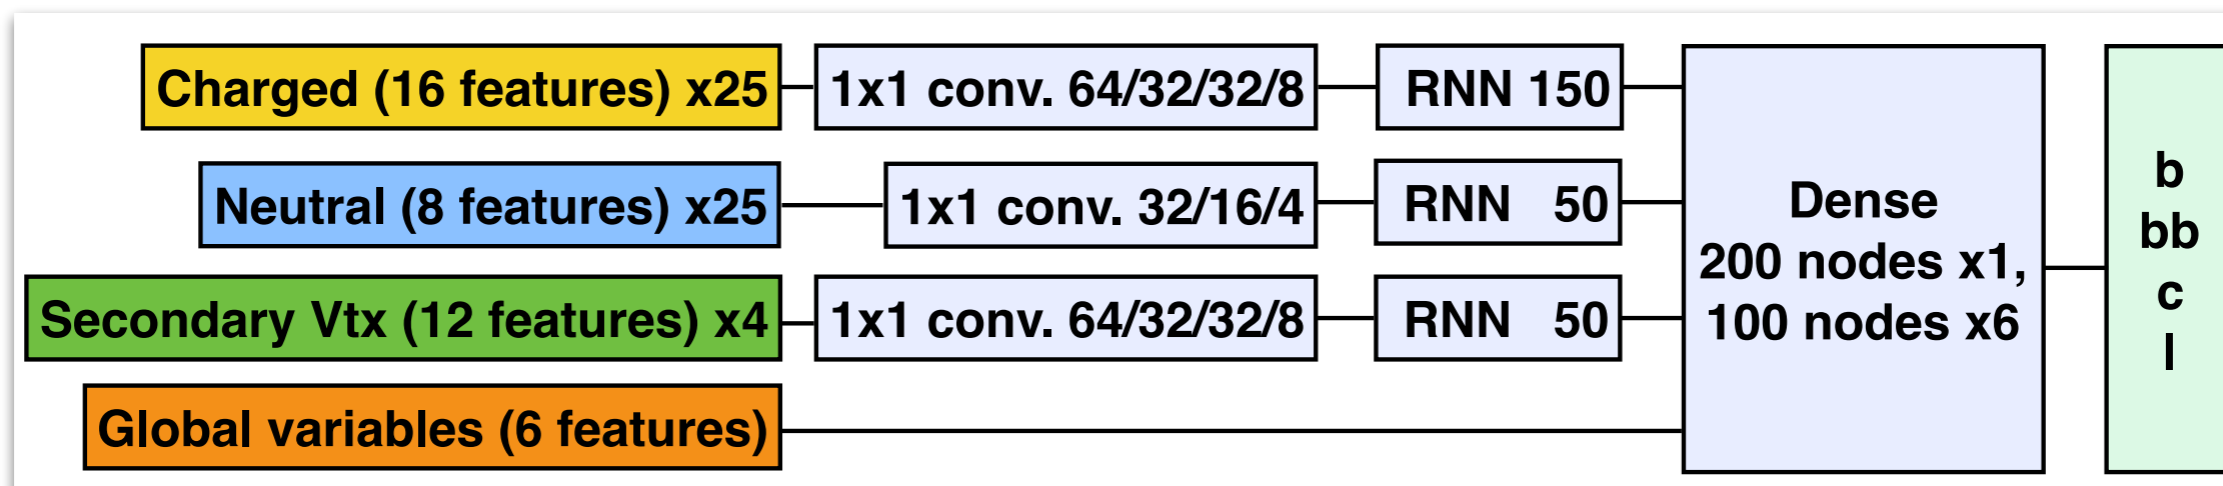 Charged (16 features) x25
1x1 conv. 64/32/32/8
RNN 150
Neutral (8 features) x25
1x1 conv. 32/16/4
RNN 50
Secondary Vtx (12 features) x4
1x1 conv. 64/32/32/8
RNN 50
Global variables (6 features)
Dense
200 nodes x1,
100 nodes x6
b
bb
c
l